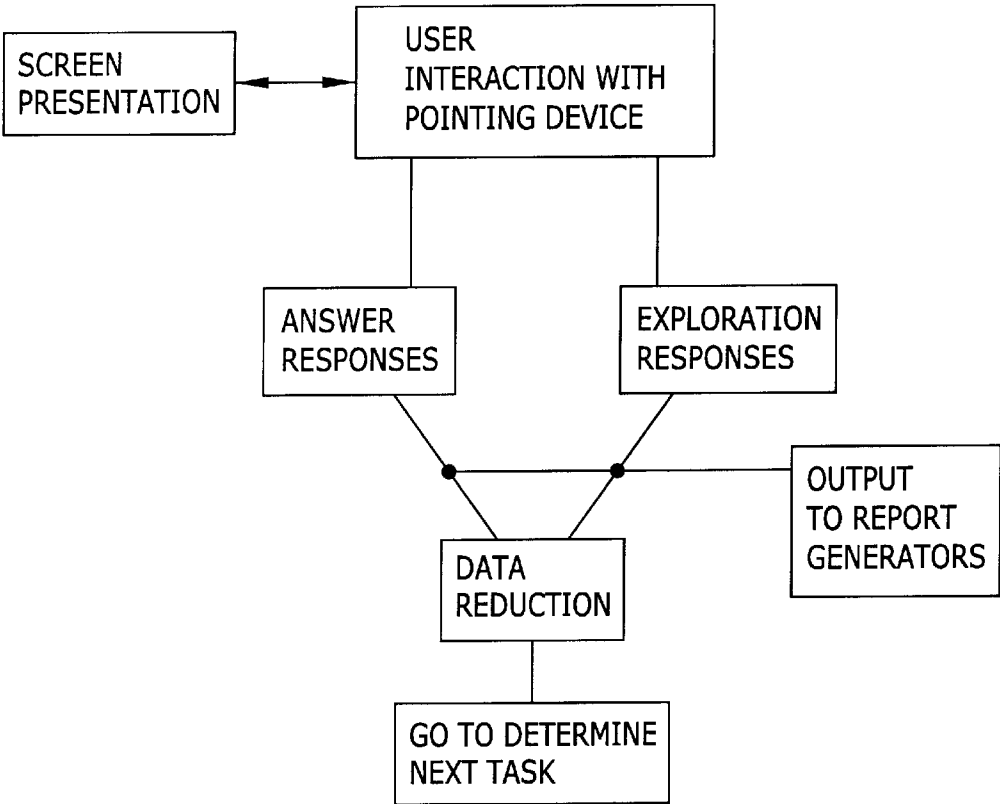 SCREEN
PRESENTATION
USER
INTERACTION WITH
POINTING DEVICE
ANSWER
RESPONSES
EXPLORATION
RESPONSES
OUTPUT
TO REPORT
GENERATORS
DATA
REDUCTION
GO TO DETERMINE
NEXT TASK